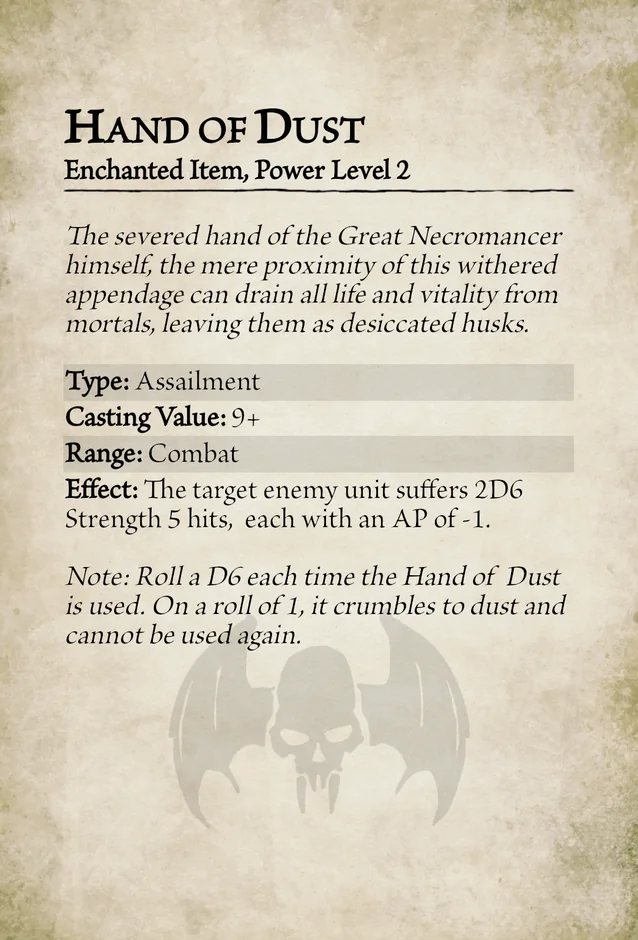 Hand of Dust
Enchanted Item, Power Level 2
The severed hand of the Great Necromancer
himself, the mere proximity of this withered
appendage can drain all life and vitality from
mortals, leaving them as desiccated husks.
Type: Assailment
Casting Value: 9+
Range: Combat
Effect: The target enemy unit suffers 2D6
Strength 5 hits, each with an AP of -1.
Note: Roll a D6 each time the Hand of Dust
is used. On a roll of 1, it crumbles to dust and
cannot be used again.